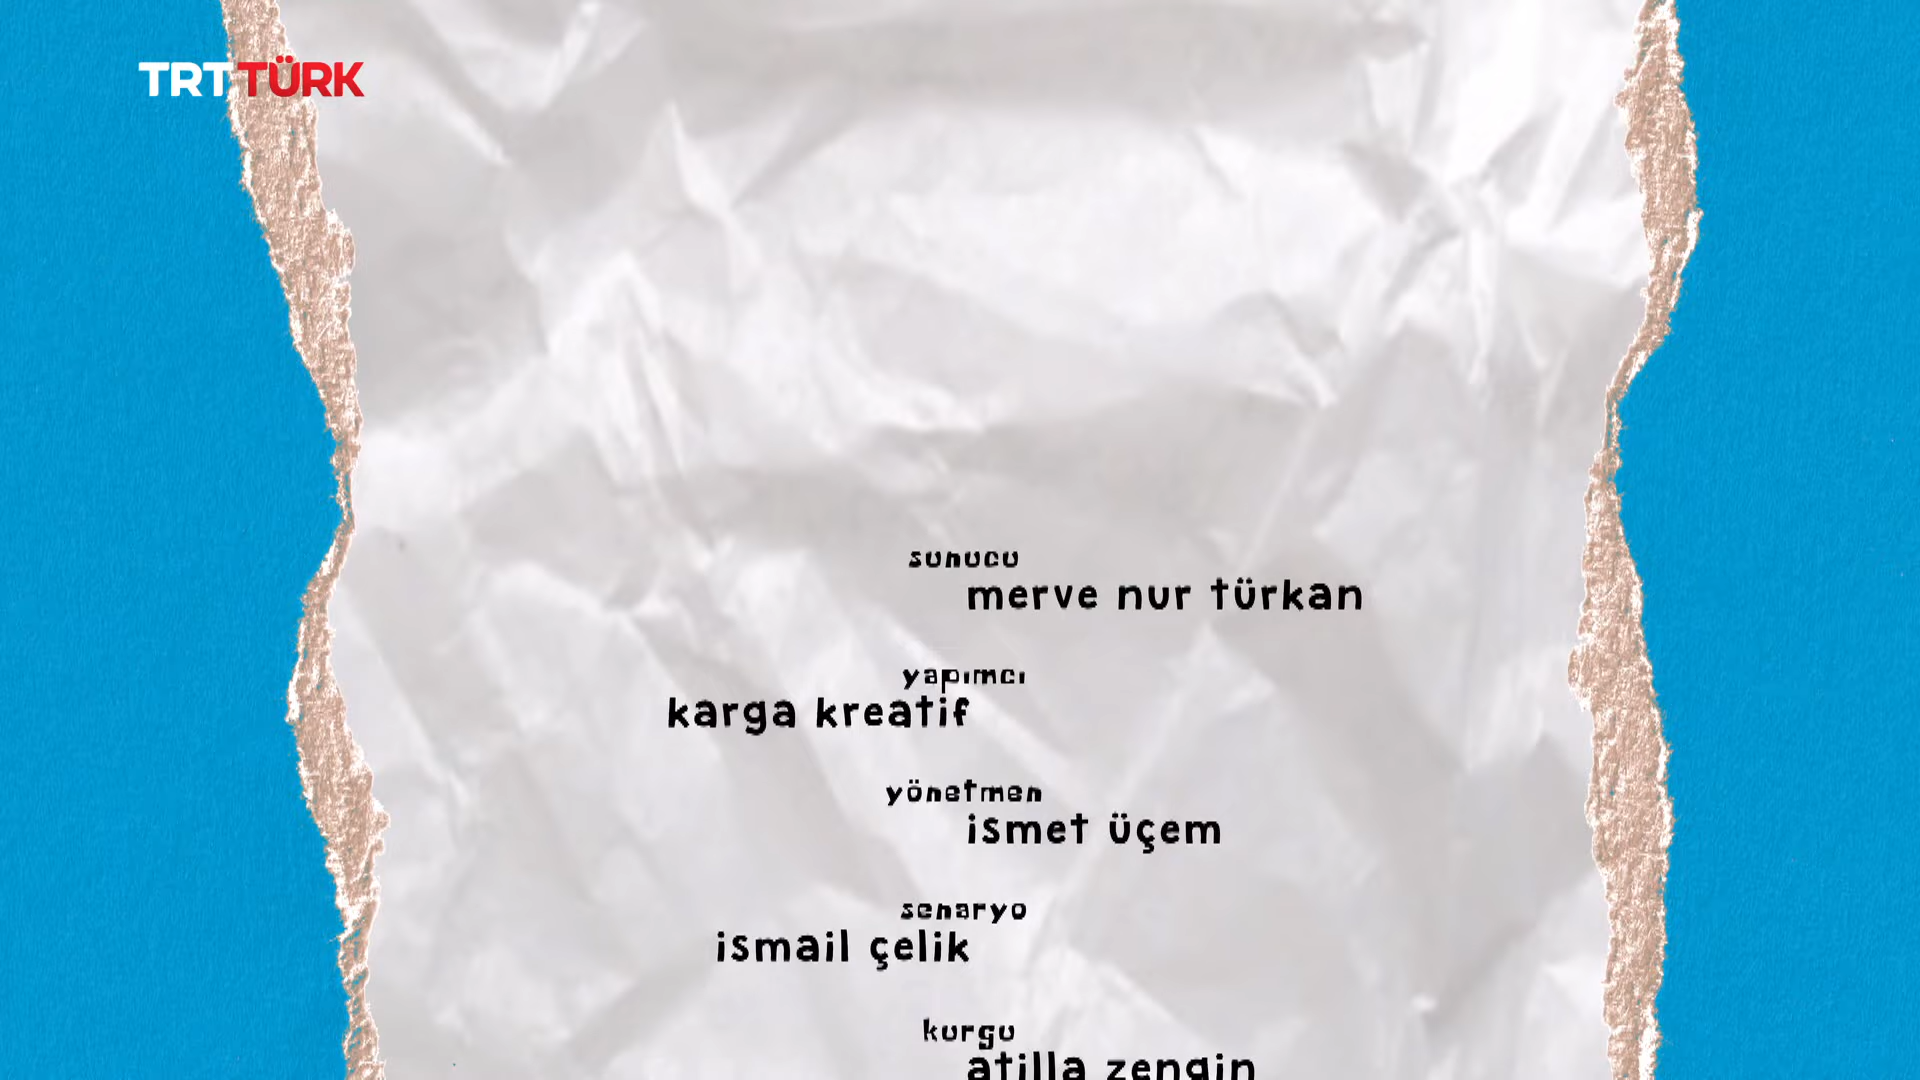 TRT TÜRK
sunucu
merve nur türkan
yapımcı
karga kreatif
yönetmen
ismet üçem
senaryo
ismail çelik
kurgu
atilla zengin